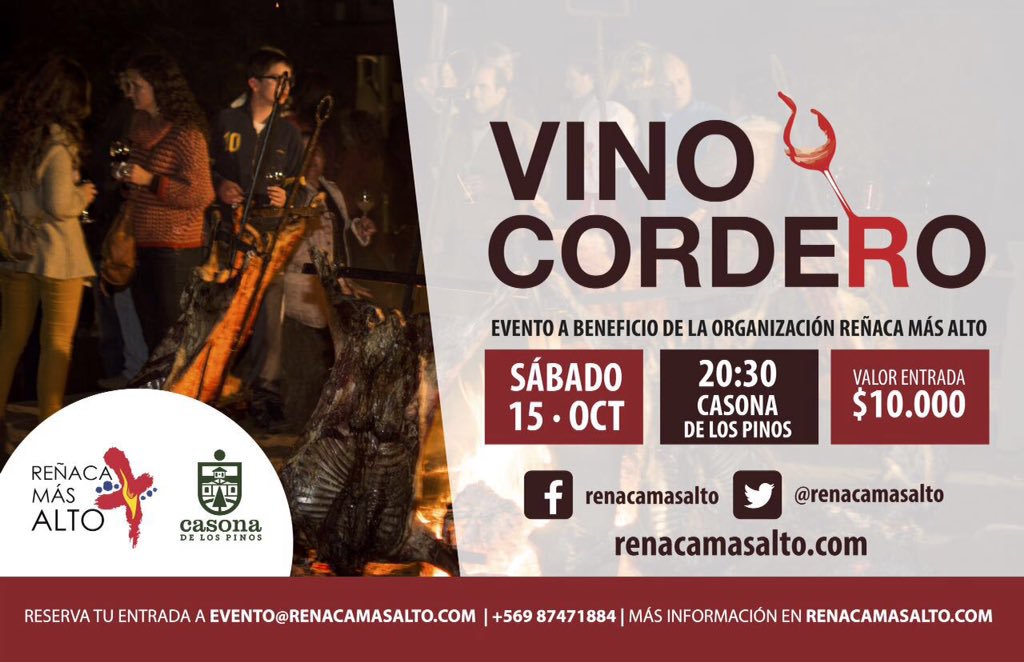 VINO
CORDERO
EVENTO A BENEFICIO DE LA ORGANIZACIÓN REÑACA MÁS ALTO
SÁBADO
15 • OCT
20:30
CASONA
DE LOS PINOS
VALOR ENTRADA
$10.000
renacamasalto
@renacamasalto
renacamasalto.com
REÑACA
MÁS
ALTO
casona
DE LOS PINOS
RESERVA TU ENTRADA A EVENTO@RENACAMASALTO.COM | +569 87471884 | MÁS INFORMACIÓN EN RENACAMASALTO.COM